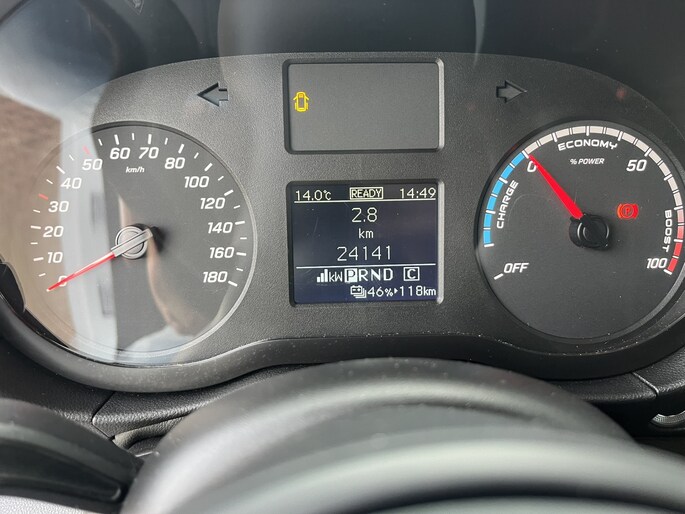 0
10
20
30
40
50
60
70
80
100
120
140
160
180
km/h
14.0°C READY 14:49
2.8
km
24141
kW PRND C
46% 118km
OFF
CHARGE
0
ECONOMY
50
BOOST
100
% POWER
(P)